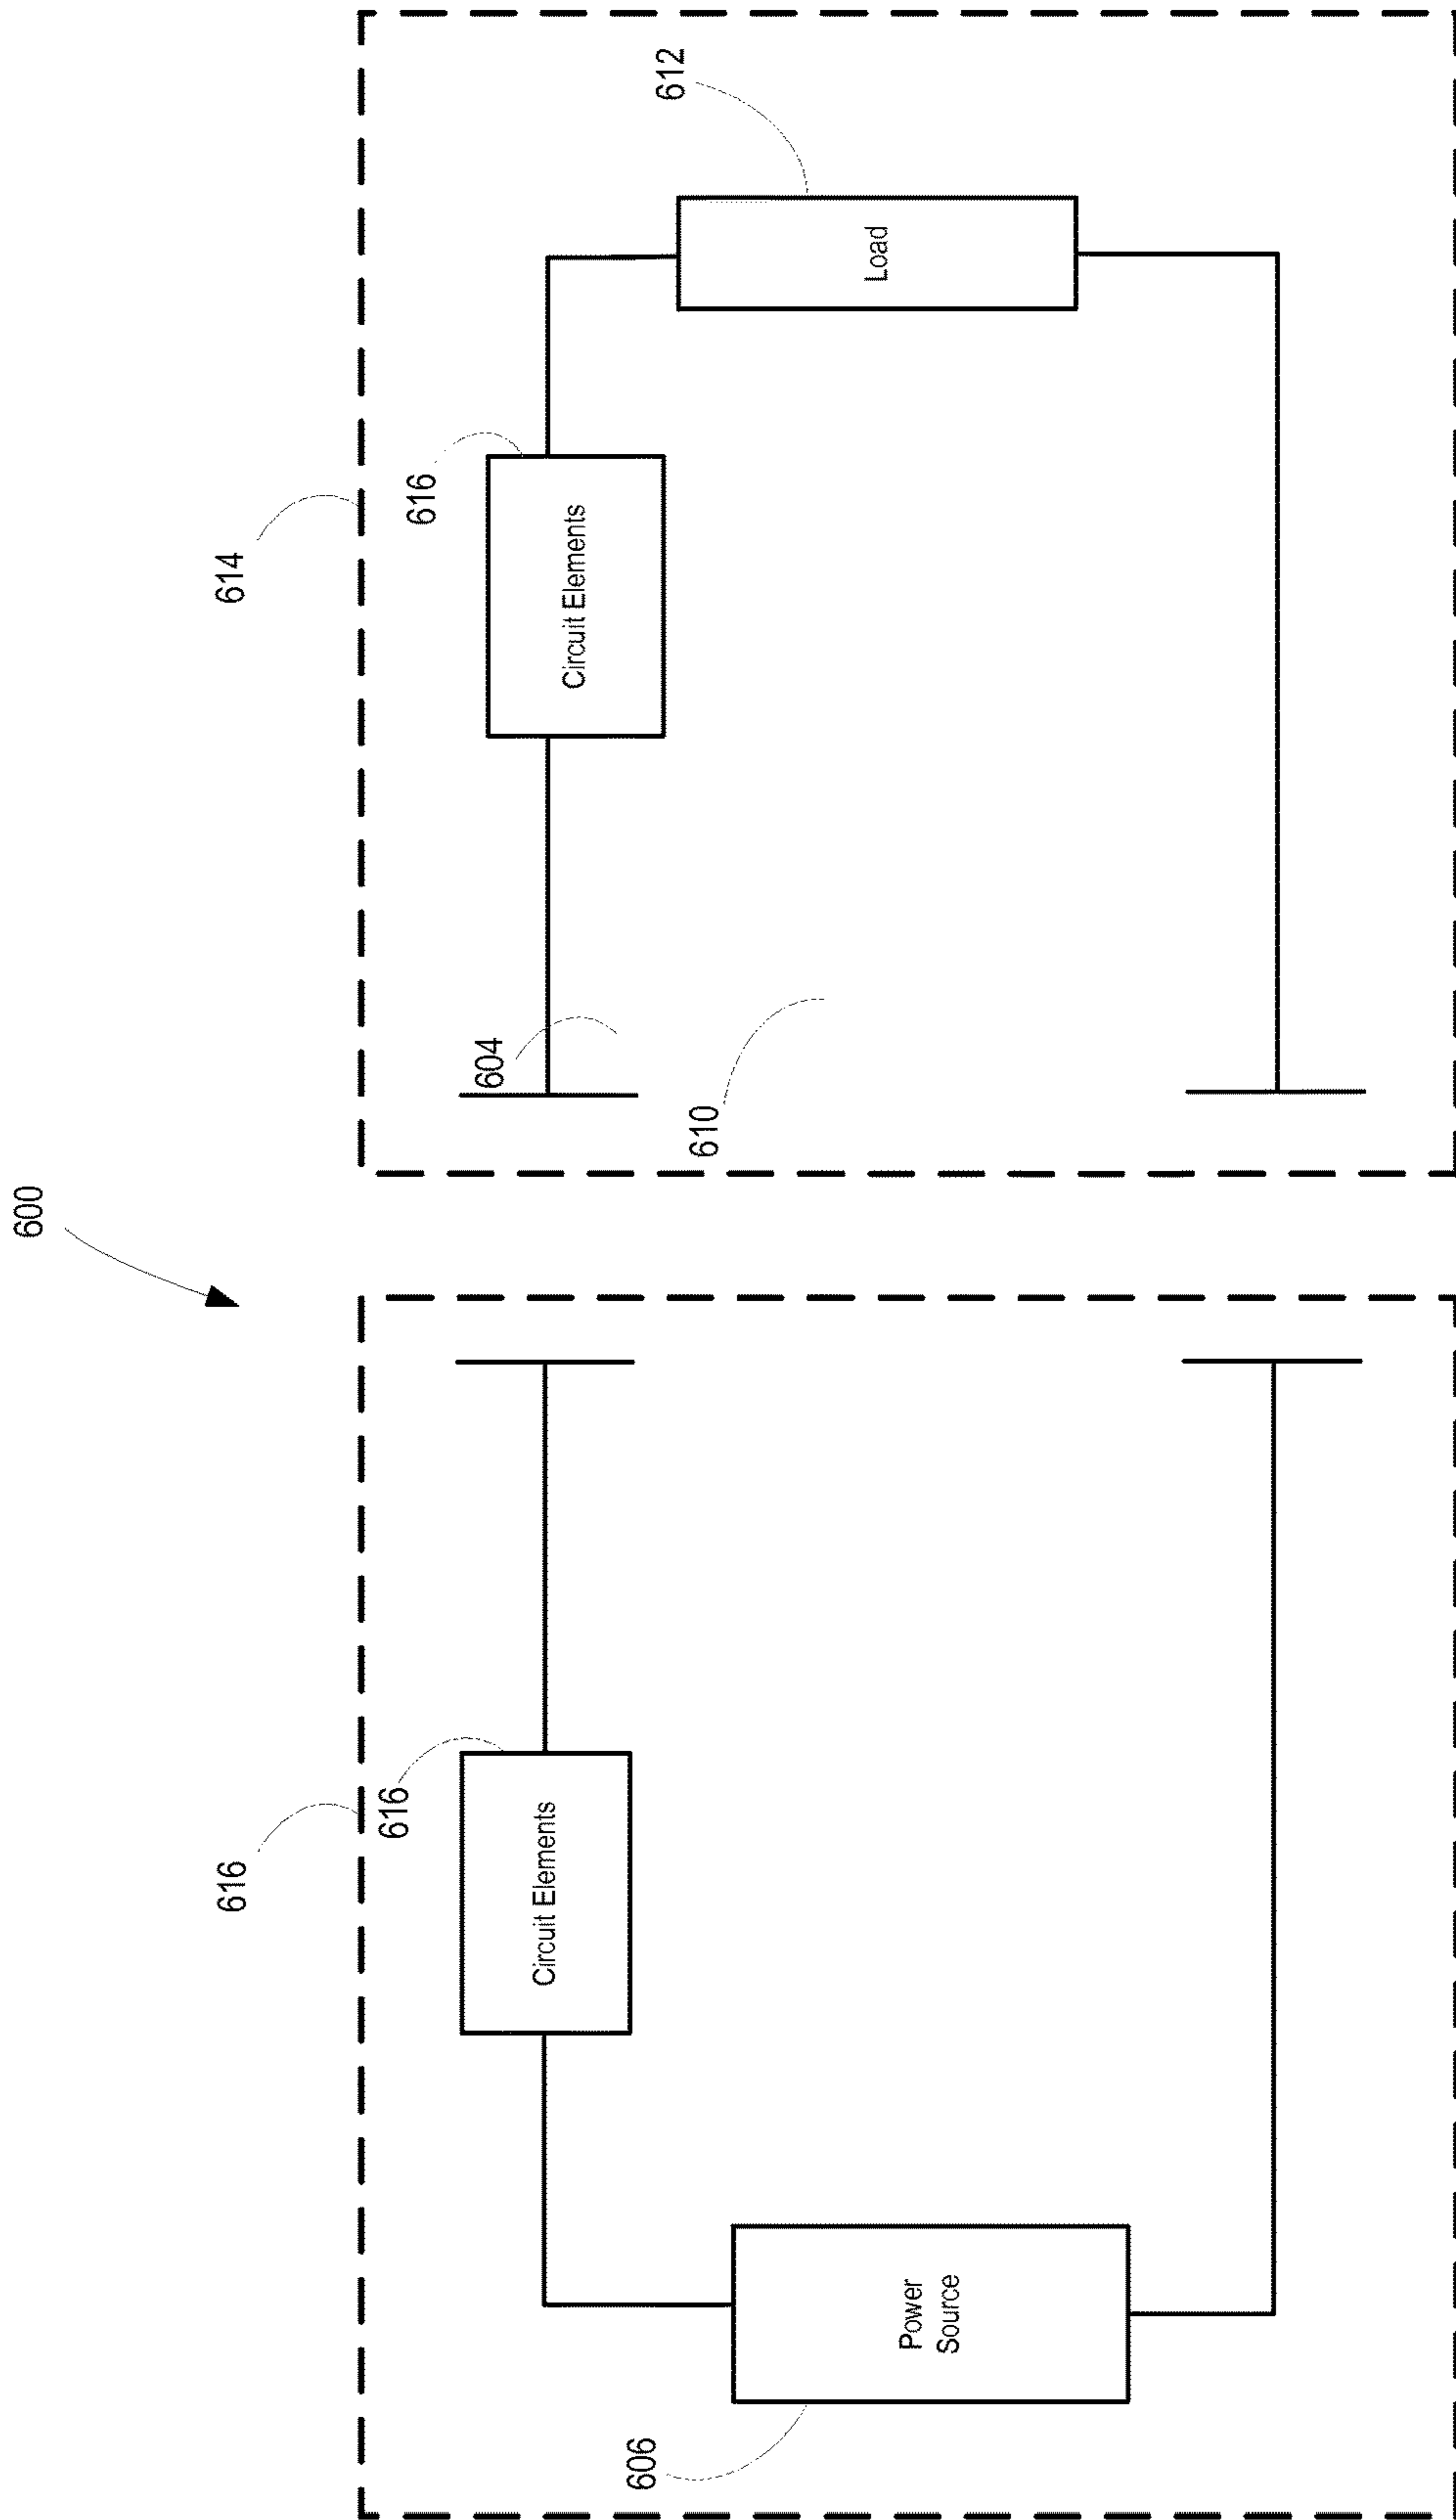 600
616
614
616
616
604
Circuit Elements
Circuit Elements
606
612
610
Load
Power
Source